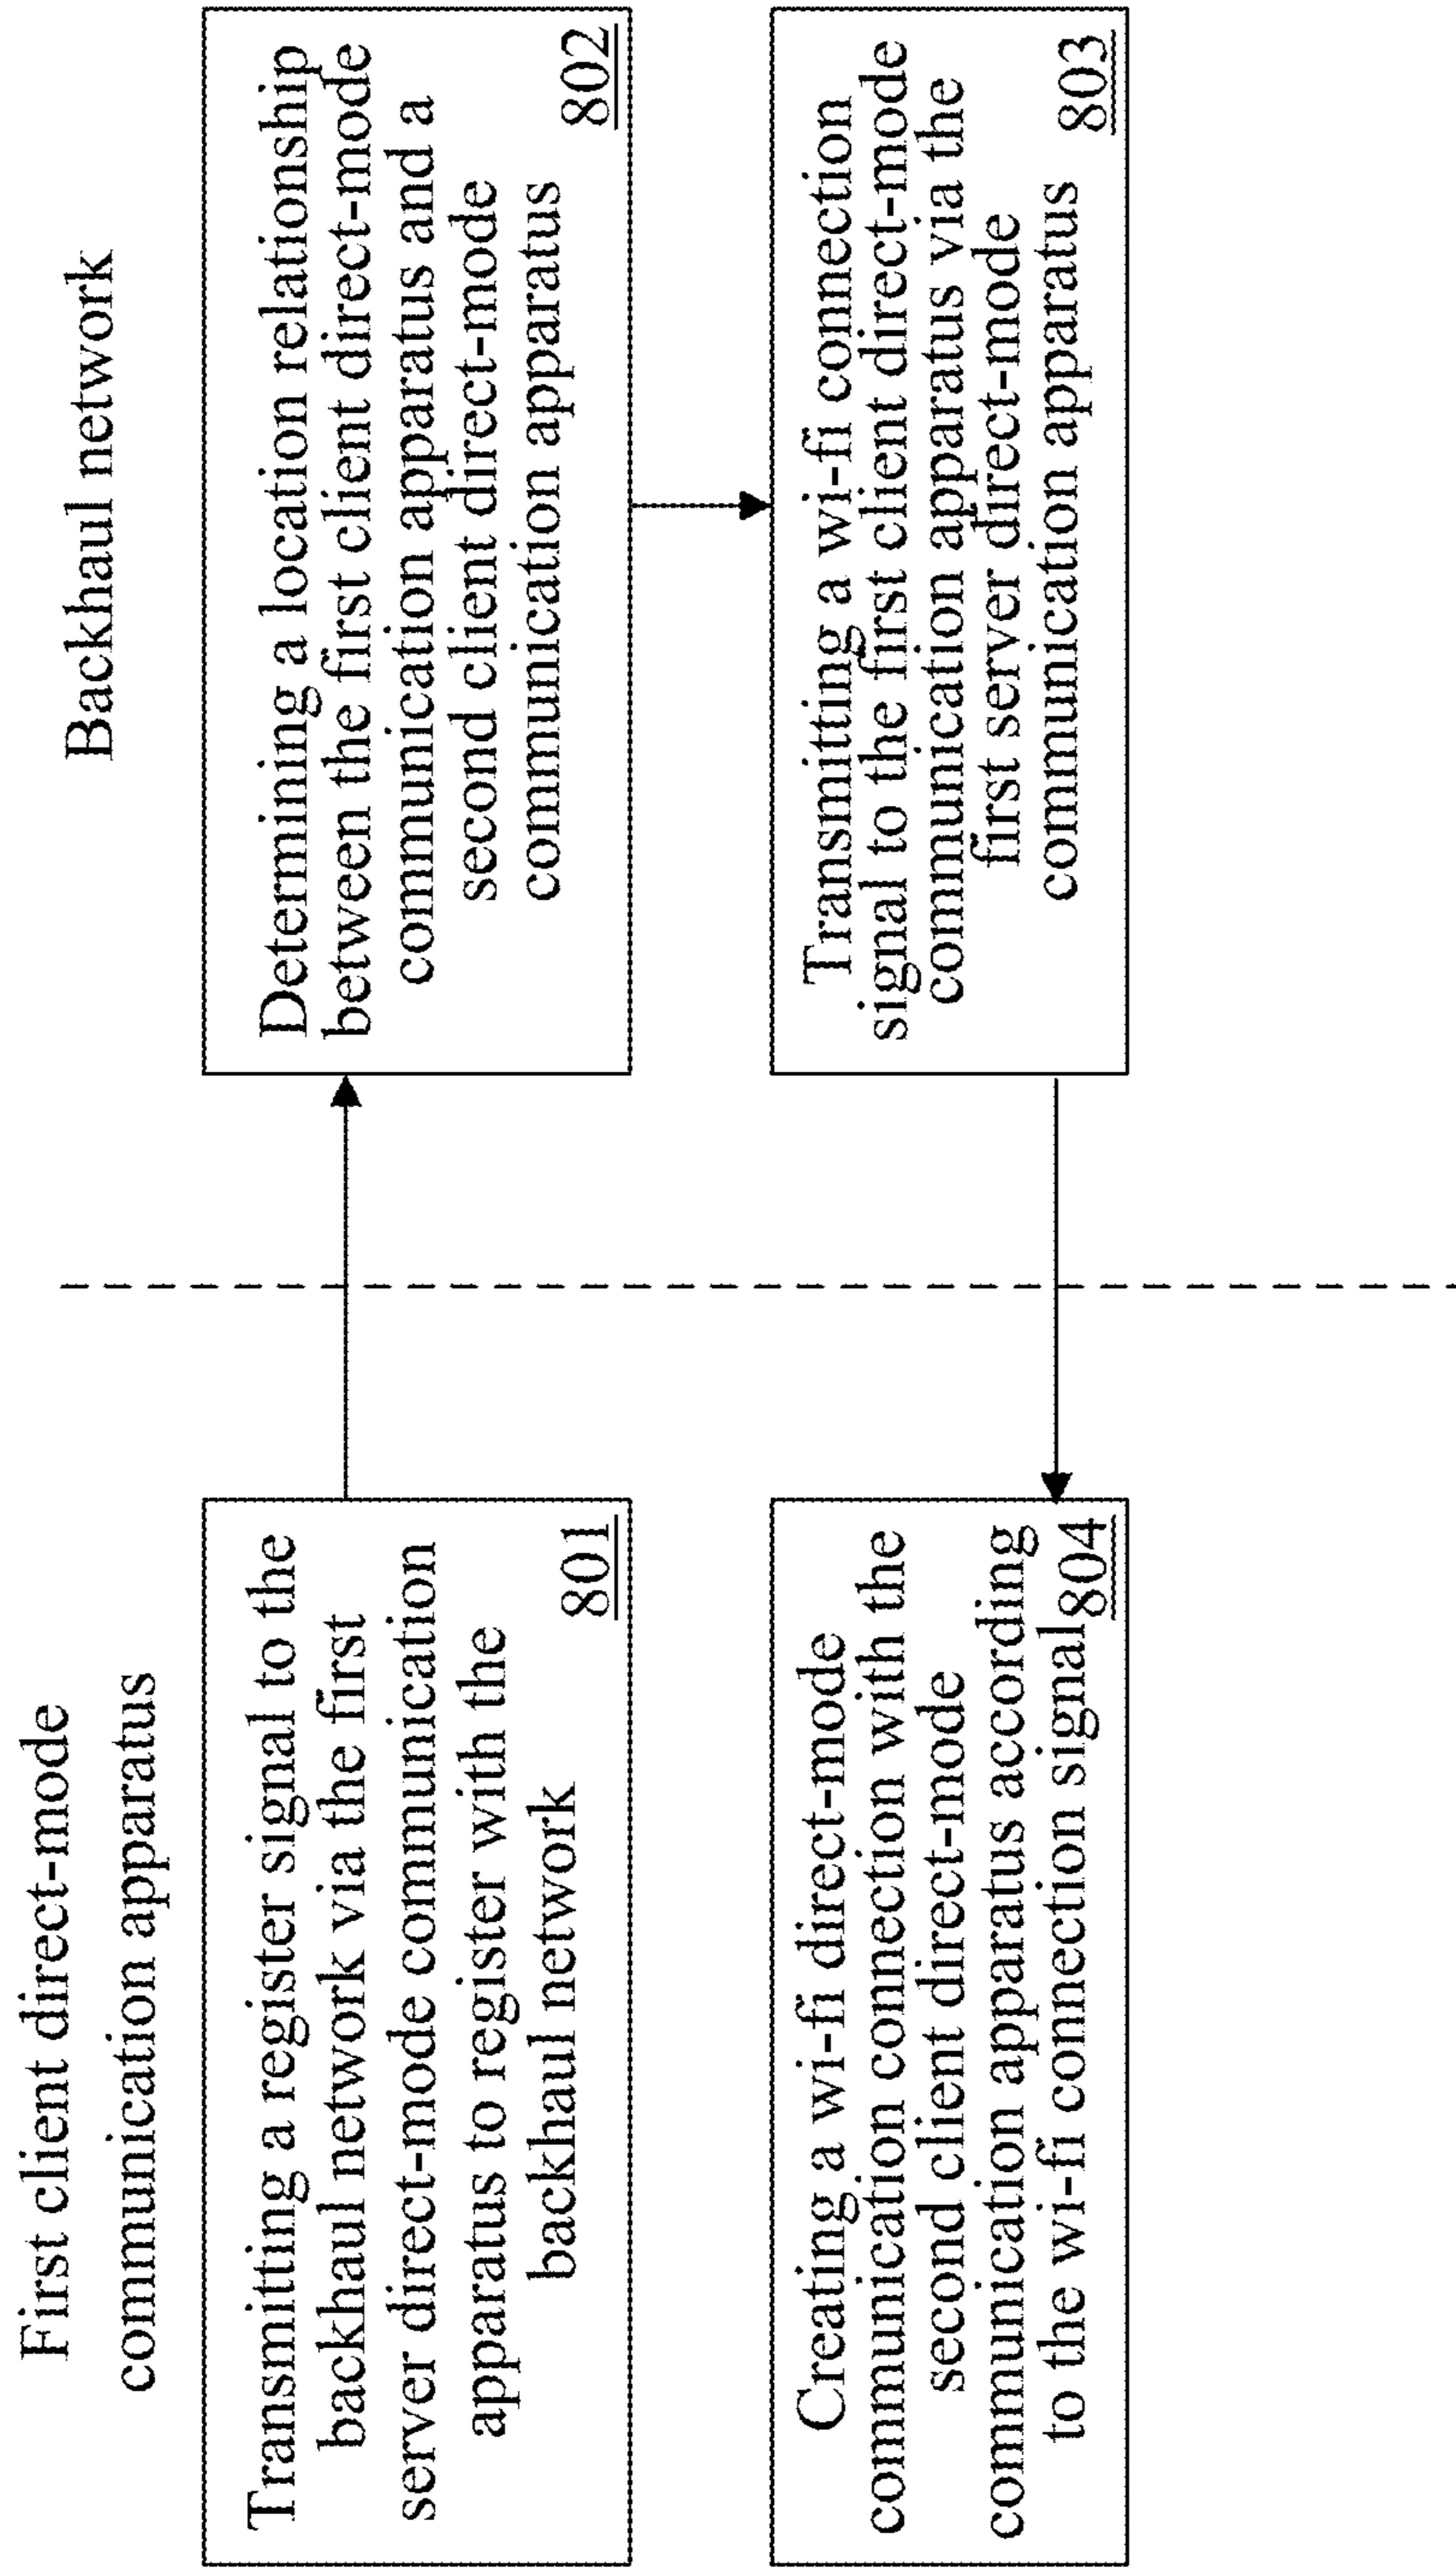 First client direct-mode
communication apparatus
Backhaul network
Transmitting a register signal to the
backhaul network via the first
server direct-mode communication
apparatus to register with the
backhaul network
801
Determining a location relationship
between the first client direct-mode
communication apparatus and a
second client direct-mode
communication apparatus
802
Transmitting a wi-fi connection
signal to the first client direct-mode
communication apparatus via the
first server direct-mode
communication apparatus
803
Creating a wi-fi direct-mode
communication connection with the
second client direct-mode
communication apparatus according
to the wi-fi connection signal
804